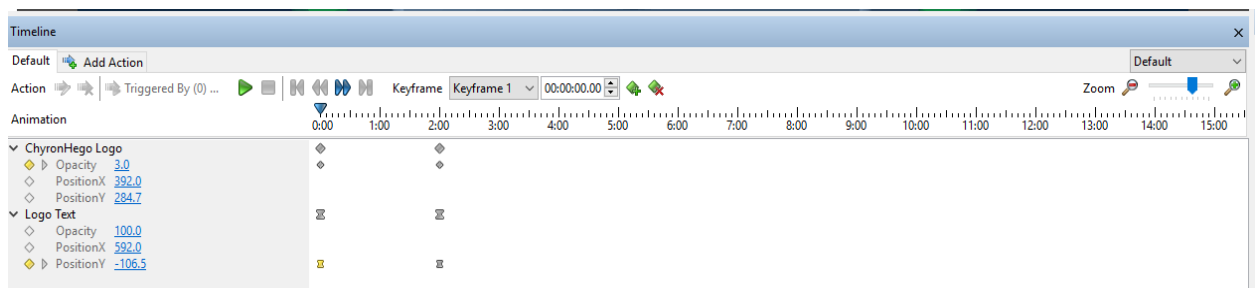 Timeline
Default Add Action Default
Action Triggered By (0) ... Keyframe Keyframe 1 00:00:00.00 Zoom
Animation 0:00 1:00 2:00 3:00 4:00 5:00 6:00 7:00 8:00 9:00 10:00 11:00 12:00 13:00 14:00 15:00
ChyronHego Logo
Opacity 3.0
PositionX 392.0
PositionY 284.7
Logo Text
Opacity 100.0
PositionX 592.0
PositionY -106.5